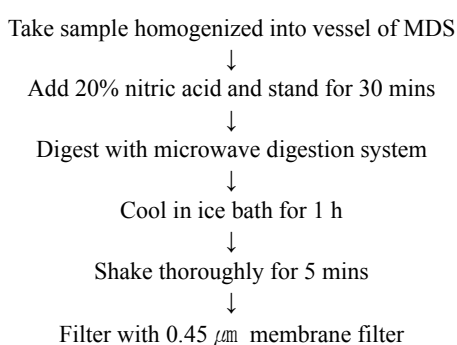 Take sample homogenized into vessel of MDS
↓
Add 20% nitric acid and stand for 30 mins
↓
Digest with microwave digestion system
↓
Cool in ice bath for 1 h
↓
Shake thoroughly for 5 mins
↓
Filter with 0.45 ㎛ membrane filter